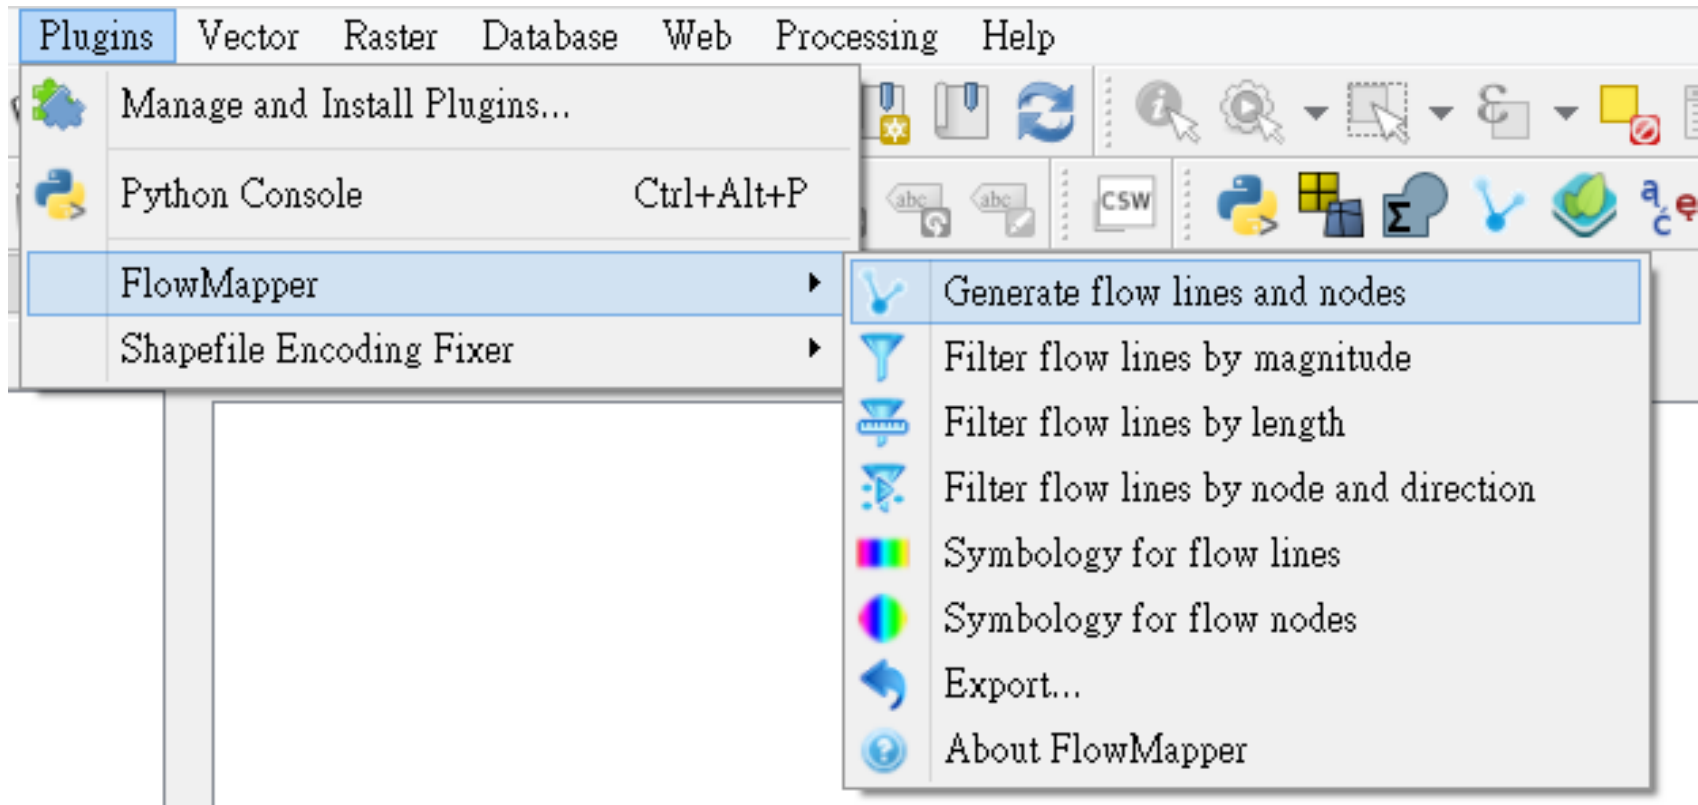 Plugins Vector Raster Database Web Processing Help
Manage and Install Plugins...
Python Console Ctrl+Alt+P
abc abc CSW
FlowMapper
Shapefile Encoding Fixer
Generate flow lines and nodes
Filter flow lines by magnitude
Filter flow lines by length
Filter flow lines by node and direction
Symbology for flow lines
Symbology for flow nodes
Export...
About FlowMapper